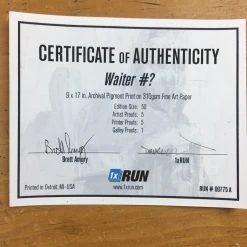 CERTIFICATE OF AUTHENTICITY
Waiter #?
9 x 17 in. Archival Pigment Print on 310gsm Fine Art Paper
Edition Size: 50
Artist Proofs: 5
Printer Proofs: 5
Galley Proofs: 1
Brett Amory
1xRUN
1xRUN
Printed in Detroit, MI - USA
www.1xrun.com
RUN #: 00775 A